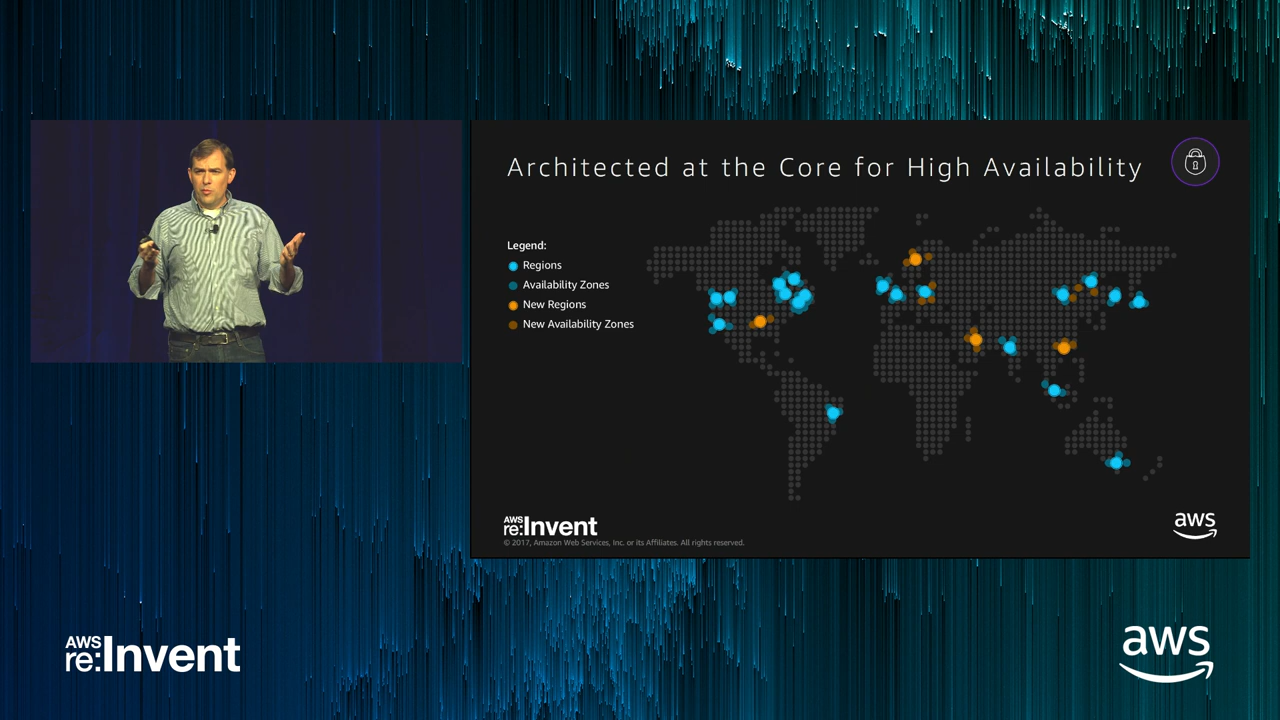 Architected at the Core for High Availability
Legend:
Regions
Availability Zones
New Regions
New Availability Zones
AWS
re:Invent
© 2017, Amazon Web Services, Inc. or its Affiliates. All rights reserved.
aws
AWS
re:Invent
aws